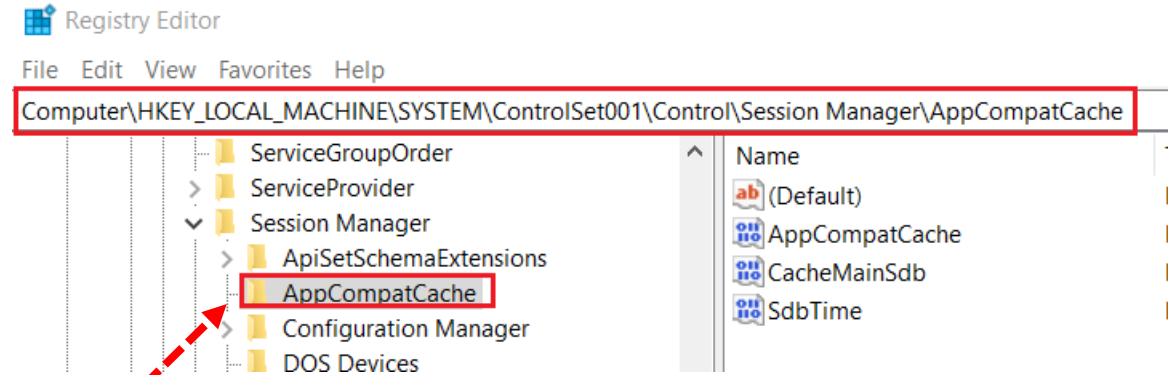 Registry Editor
File Edit View Favorites Help
Computer\HKEY_LOCAL_MACHINE\SYSTEM\ControlSet001\Control\Session Manager\AppCompatCache
ServiceGroupOrder
ServiceProvider
Session Manager
ApiSetSchemaExtensions
AppCompatCache
Configuration Manager
DOS Devices
Name
ab (Default)
AppCompatCache
CacheMainSdb
SdbTime